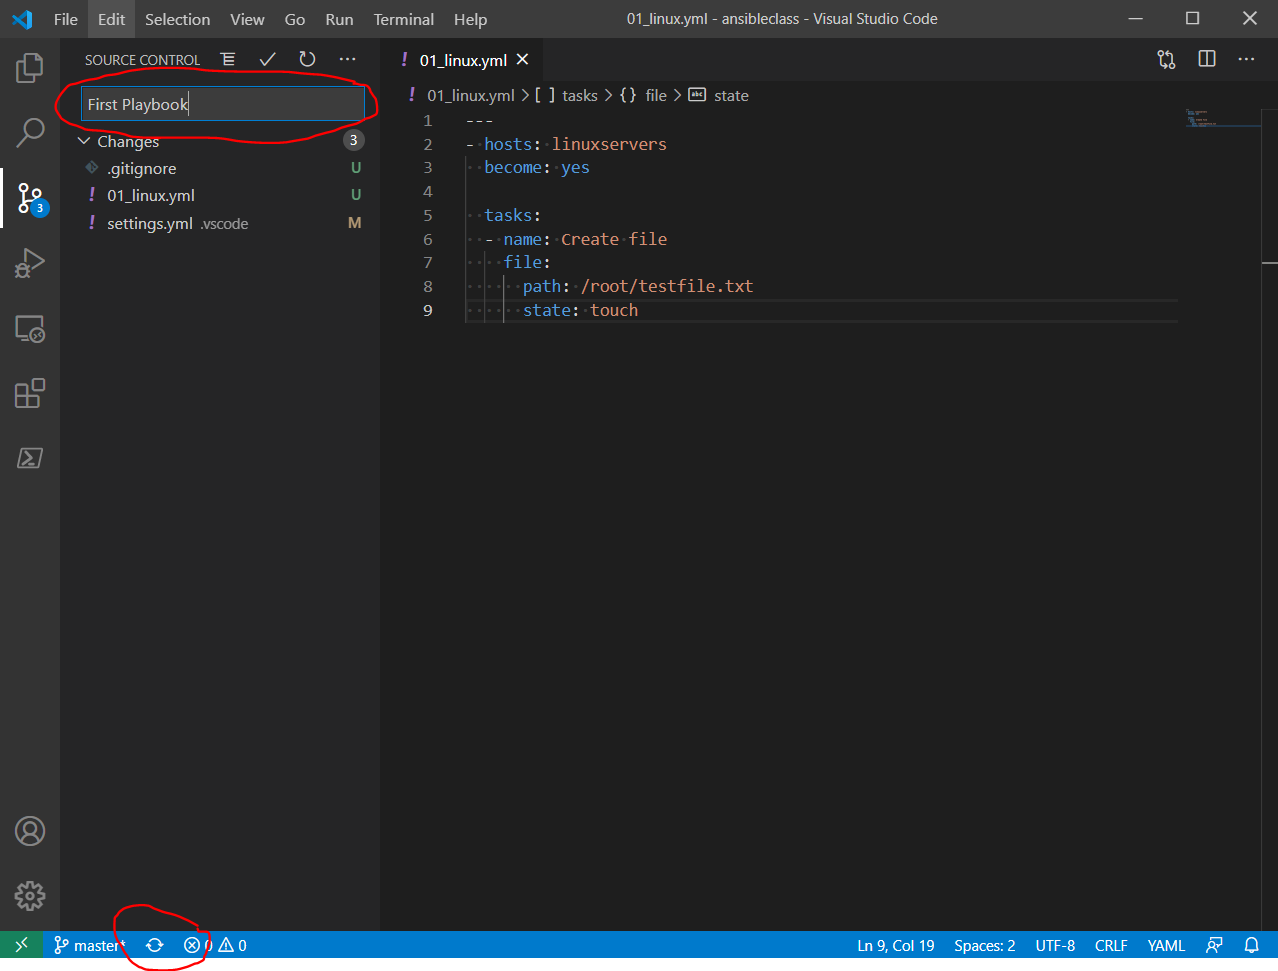 File Edit Selection View Go Run Terminal Help 01_linux.yml - ansibleclass - Visual Studio Code
SOURCE CONTROL
First Playbook
Changes 3
.gitignore U
01_linux.yml U
settings.yml .vscode M
3
! 01_linux.yml
! 01_linux.yml > [ ] tasks > {} file > abc state
1 ---
2 - hosts: linuxservers
3 become: yes
4
5 tasks:
6 - name: Create file
7 file:
8 path: /root/testfile.txt
9 state: touch
master* 0 0 Ln 9, Col 19 Spaces: 2 UTF-8 CRLF YAML